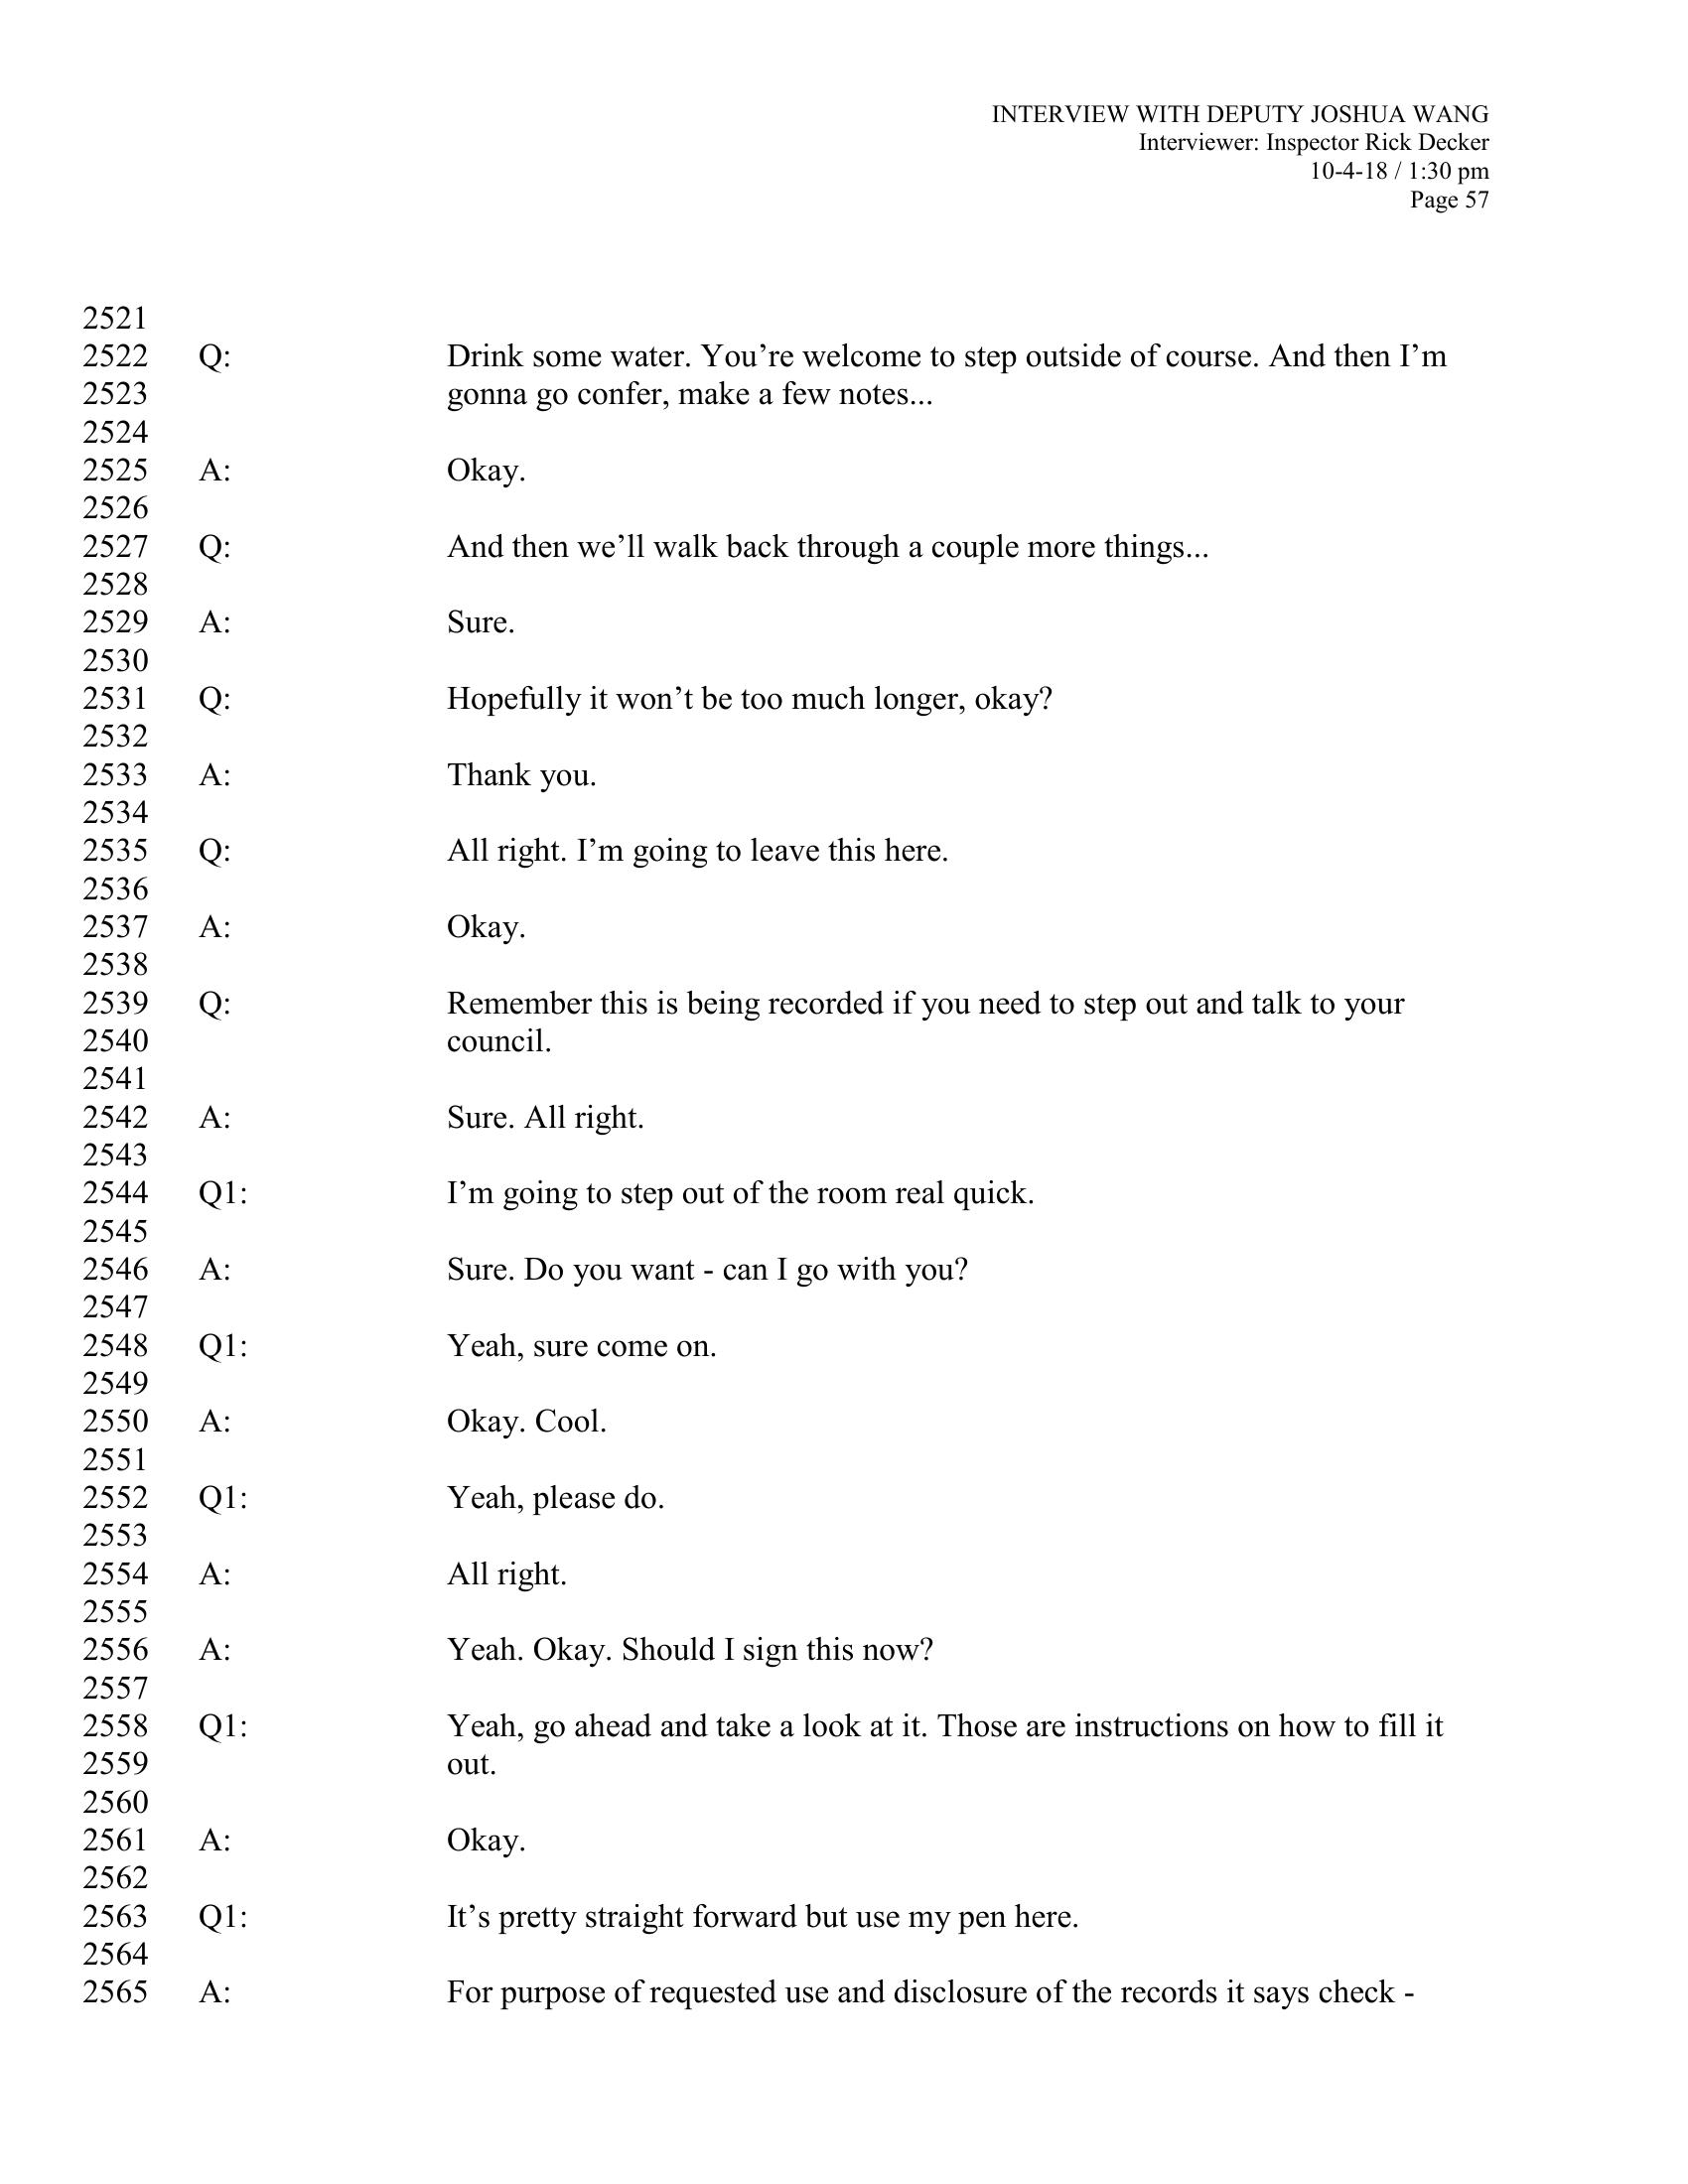 INTERVIEW WITH DEPUTY JOSHUA WANG
Interviewer: Inspector Rick Decker
10-4-18 / 1:30 pm
Page 57
2521
2522 Q: Drink some water. You’re welcome to step outside of course. And then I’m
2523 gonna go confer, make a few notes...
2524
2525 A: Okay.
2526
2527 Q: And then we’ll walk back through a couple more things...
2528
2529 A: Sure.
2530
2531 Q: Hopefully it won’t be too much longer, okay?
2532
2533 A: Thank you.
2534
2535 Q: All right. I’m going to leave this here.
2536
2537 A: Okay.
2538
2539 Q: Remember this is being recorded if you need to step out and talk to your
2540 council.
2541
2542 A: Sure. All right.
2543
2544 Q1: I’m going to step out of the room real quick.
2545
2546 A: Sure. Do you want - can I go with you?
2547
2548 Q1: Yeah, sure come on.
2549
2550 A: Okay. Cool.
2551
2552 Q1: Yeah, please do.
2553
2554 A: All right.
2555
2556 A: Yeah. Okay. Should I sign this now?
2557
2558 Q1: Yeah, go ahead and take a look at it. Those are instructions on how to fill it
2559 out.
2560
2561 A: Okay.
2562
2563 Q1: It’s pretty straight forward but use my pen here.
2564
2565 A: For purpose of requested use and disclosure of the records it says check -